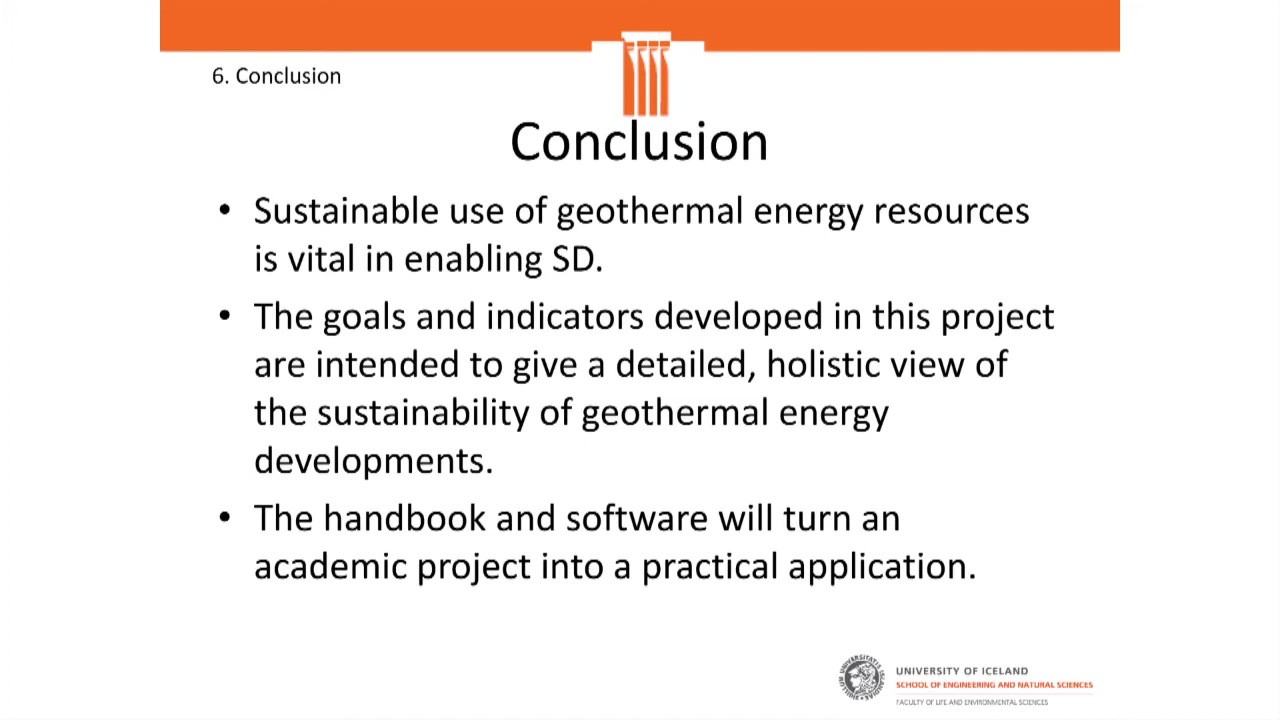 6. Conclusion
Conclusion
• Sustainable use of geothermal energy resources
is vital in enabling SD.
• The goals and indicators developed in this project
are intended to give a detailed, holistic view of
the sustainability of geothermal energy
developments.
• The handbook and software will turn an
academic project into a practical application.
UNIVERSITY OF ICELAND
SCHOOL OF ENGINEERING AND NATURAL SCIENCES
FACULTY OF LIFE AND ENVIRONMENTAL SCIENCES